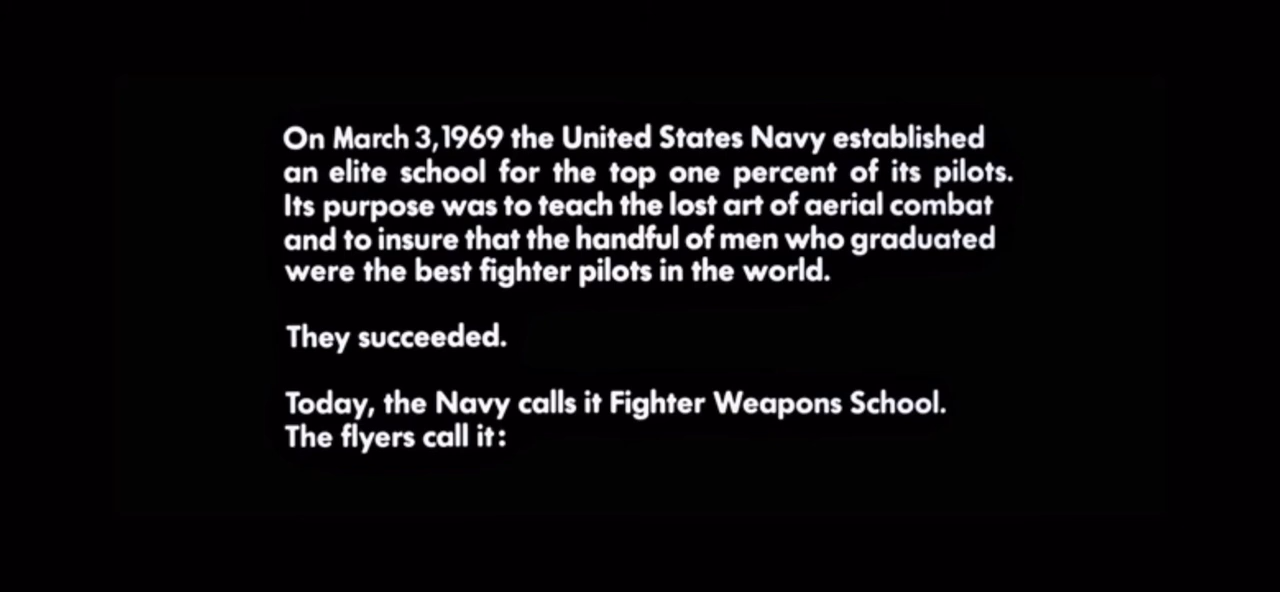 On March 3,1969 the United States Navy established
an elite school for the top one percent of its pilots.
Its purpose was to teach the lost art of aerial combat
and to insure that the handful of men who graduated
were the best fighter pilots in the world.
They succeeded.
Today, the Navy calls it Fighter Weapons School.
The flyers call it: